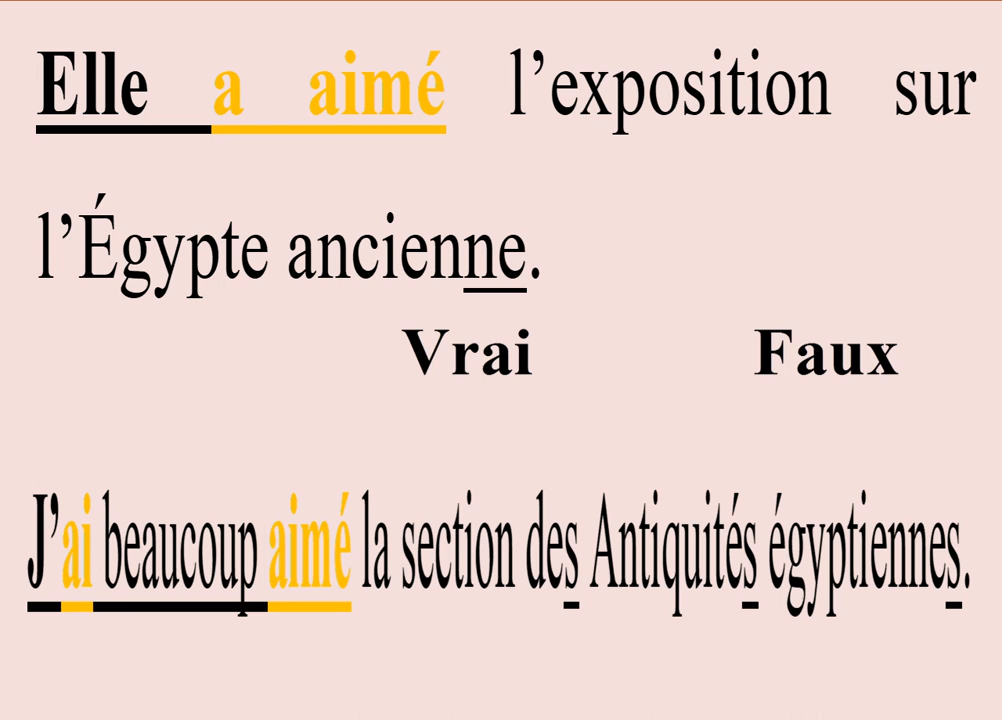 Elle a aimé l’exposition sur
l’Égypte ancienne.
Vrai Faux
J’ai beaucoup aimé la section des Antiquités égyptiennes.